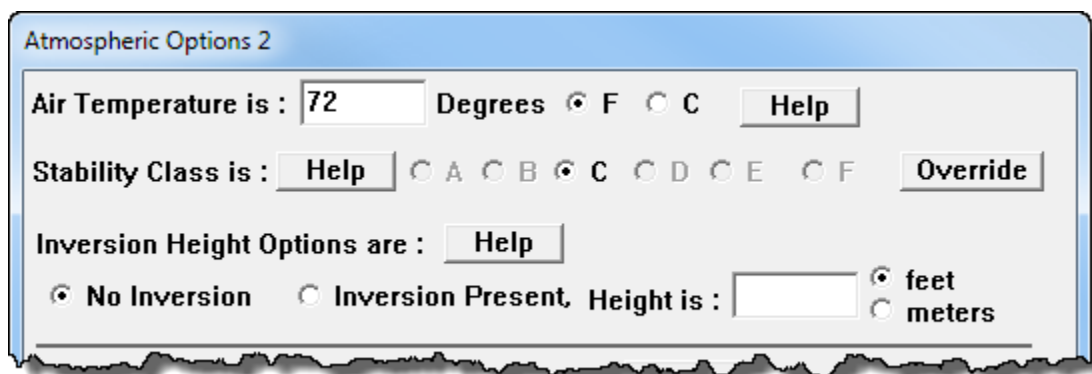 Atmospheric Options 2
Air Temperature is : 72 Degrees F C Help
Stability Class is : Help A B C D E F Override
Inversion Height Options are : Help
No Inversion Inversion Present, Height is : feet
meters